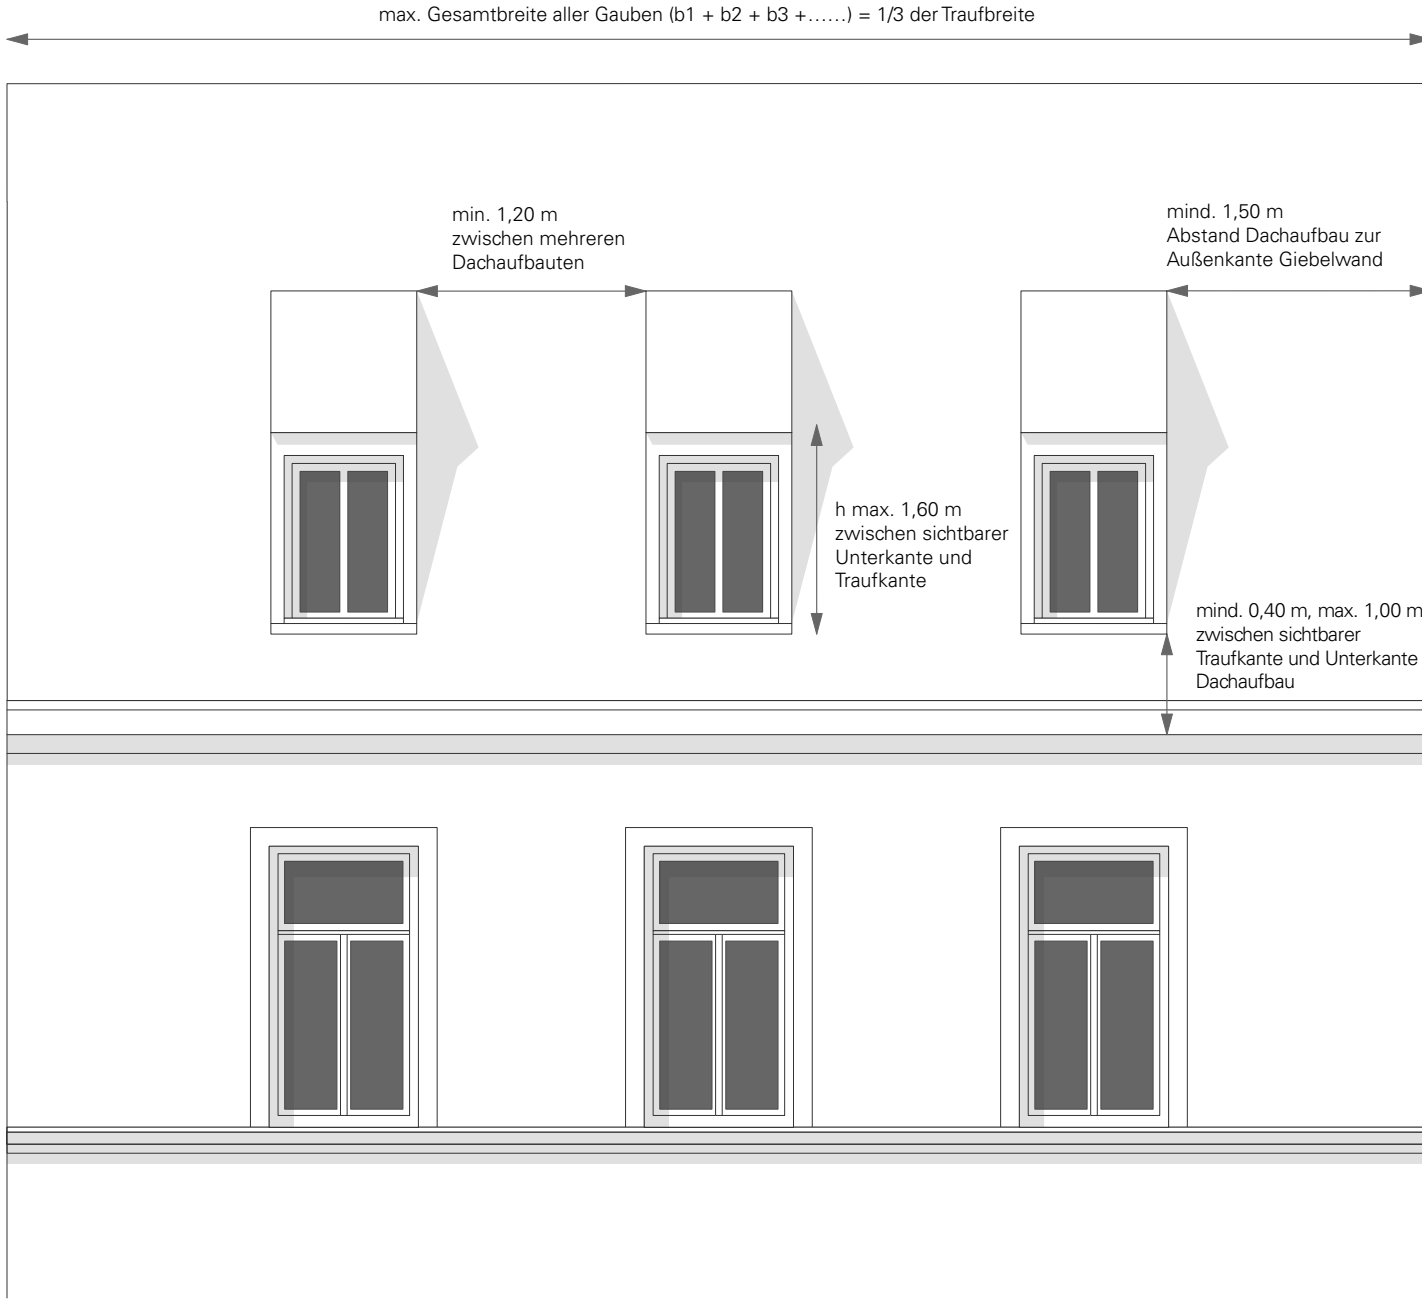 max. Gesamtbreite aller Gauben (b1 + b2 + b3 +......) = 1/3 der Traufbreite
min. 1,20 m
zwischen mehreren
Dachaufbauten
mind. 1,50 m
Abstand Dachaufbau zur
Außenkante Giebelwand
h max. 1,60 m
zwischen sichtbarer
Unterkante und
Traufkante
mind. 0,40 m, max. 1,00 m
zwischen sichtbarer
Traufkante und Unterkante
Dachaufbau